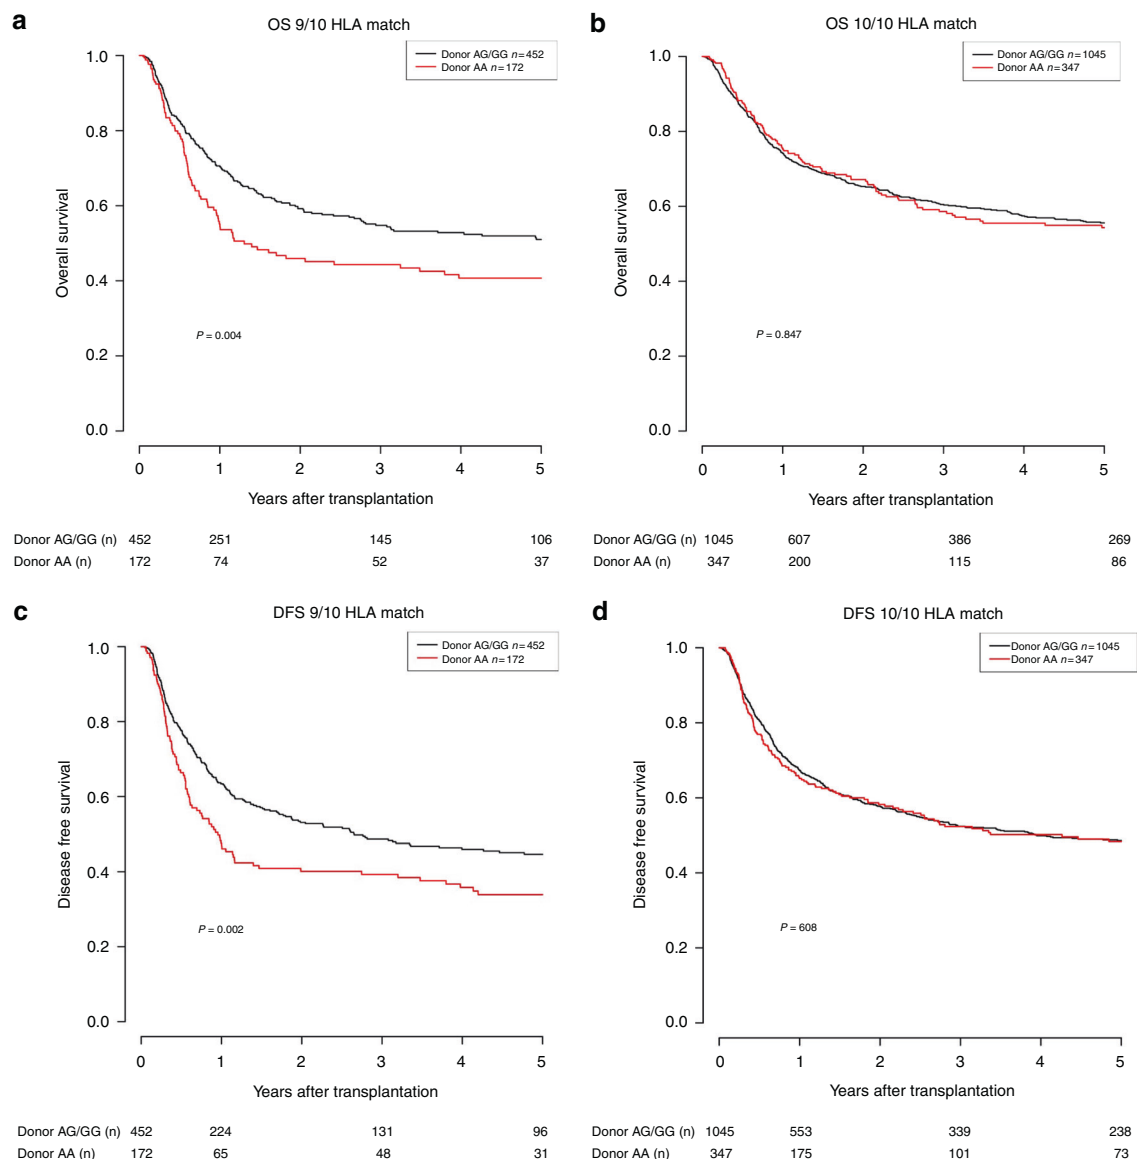 a
OS 9/10 HLA match
Donor AG/GG n=452
Donor AA n=172
1.0
0.8
0.6
0.4
0.2
0.0
Overall survival
P = 0.004
0 1 2 3 4 5
Years after transplantation
Donor AG/GG (n) 452 251 145 106
Donor AA (n) 172 74 52 37
b
OS 10/10 HLA match
Donor AG/GG n=1045
Donor AA n=347
1.0
0.8
0.6
0.4
0.2
0.0
Overall survival
P = 0.847
0 1 2 3 4 5
Years after transplantation
Donor AG/GG (n) 1045 607 386 269
Donor AA (n) 347 200 115 86
c
DFS 9/10 HLA match
Donor AG/GG n=452
Donor AA n=172
1.0
0.8
0.6
0.4
0.2
0.0
Disease free survival
P = 0.002
0 1 2 3 4 5
Years after transplantation
Donor AG/GG (n) 452 224 131 96
Donor AA (n) 172 65 48 31
d
DFS 10/10 HLA match
Donor AG/GG n=1045
Donor AA n=347
1.0
0.8
0.6
0.4
0.2
0.0
Disease free survival
P = 608
0 1 2 3 4 5
Years after transplantation
Donor AG/GG (n) 1045 553 339 238
Donor AA (n) 347 175 101 73